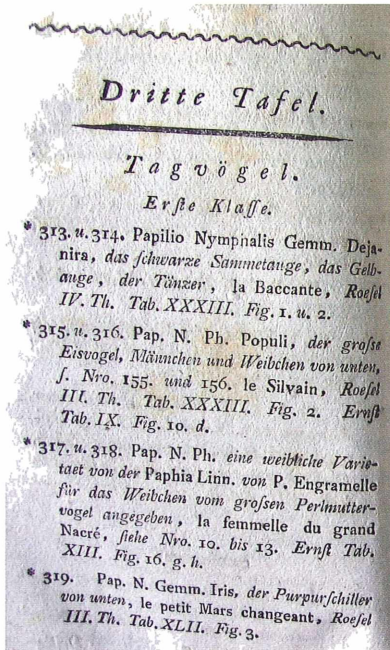 Dritte Tafel.
Tagvögel.
Erſte Klaſſe.
* 313. u. 314. Papilio Nymphalis Gemm. Deja-
nira, das ſchwarze Sammetauge, das Gelb-
auge, der Tänzer, la Baccante, Roeſel
IV. Th. Tab. XXXIII. Fig. 1. u. 2.
* 315. u. 316. Pap. N. Ph. Populi, der groſse
Eisvogel, Männchen und Weibchen von unten,
ſ. Nro. 155. und 156. le Silvain, Roeſel
III. Th. Tab. XXXIII. Fig. 2. Ernſt
Tab. IX. Fig. 10. d.
* 317. u. 318. Pap. N. Ph. eine weibliche Varie-
taet von der Paphia Linn. von P. Engramelle
für das Weibchen vom groſsen Perlmutter-
vogel angegeben, la femmelle du grand
Nacré, ſiehe Nro. 10. bis 13. Ernſt Tab.
XIII. Fig. 16. g. h.
* 319. Pap. N. Gemm. Iris, der Purpurſchiller
von unten, le petit Mars changeant, Roeſel
III. Th. Tab. XLII. Fig. 3.